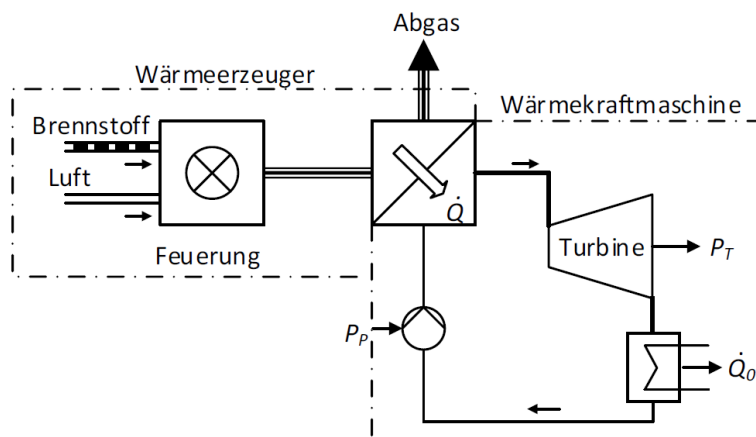 Abgas
Wärmeerzeuger
Wärmekraftmaschine
Brennstoff
Luft
Q̇
Feuerung
Turbine
P_T
P_P
Q̇_0